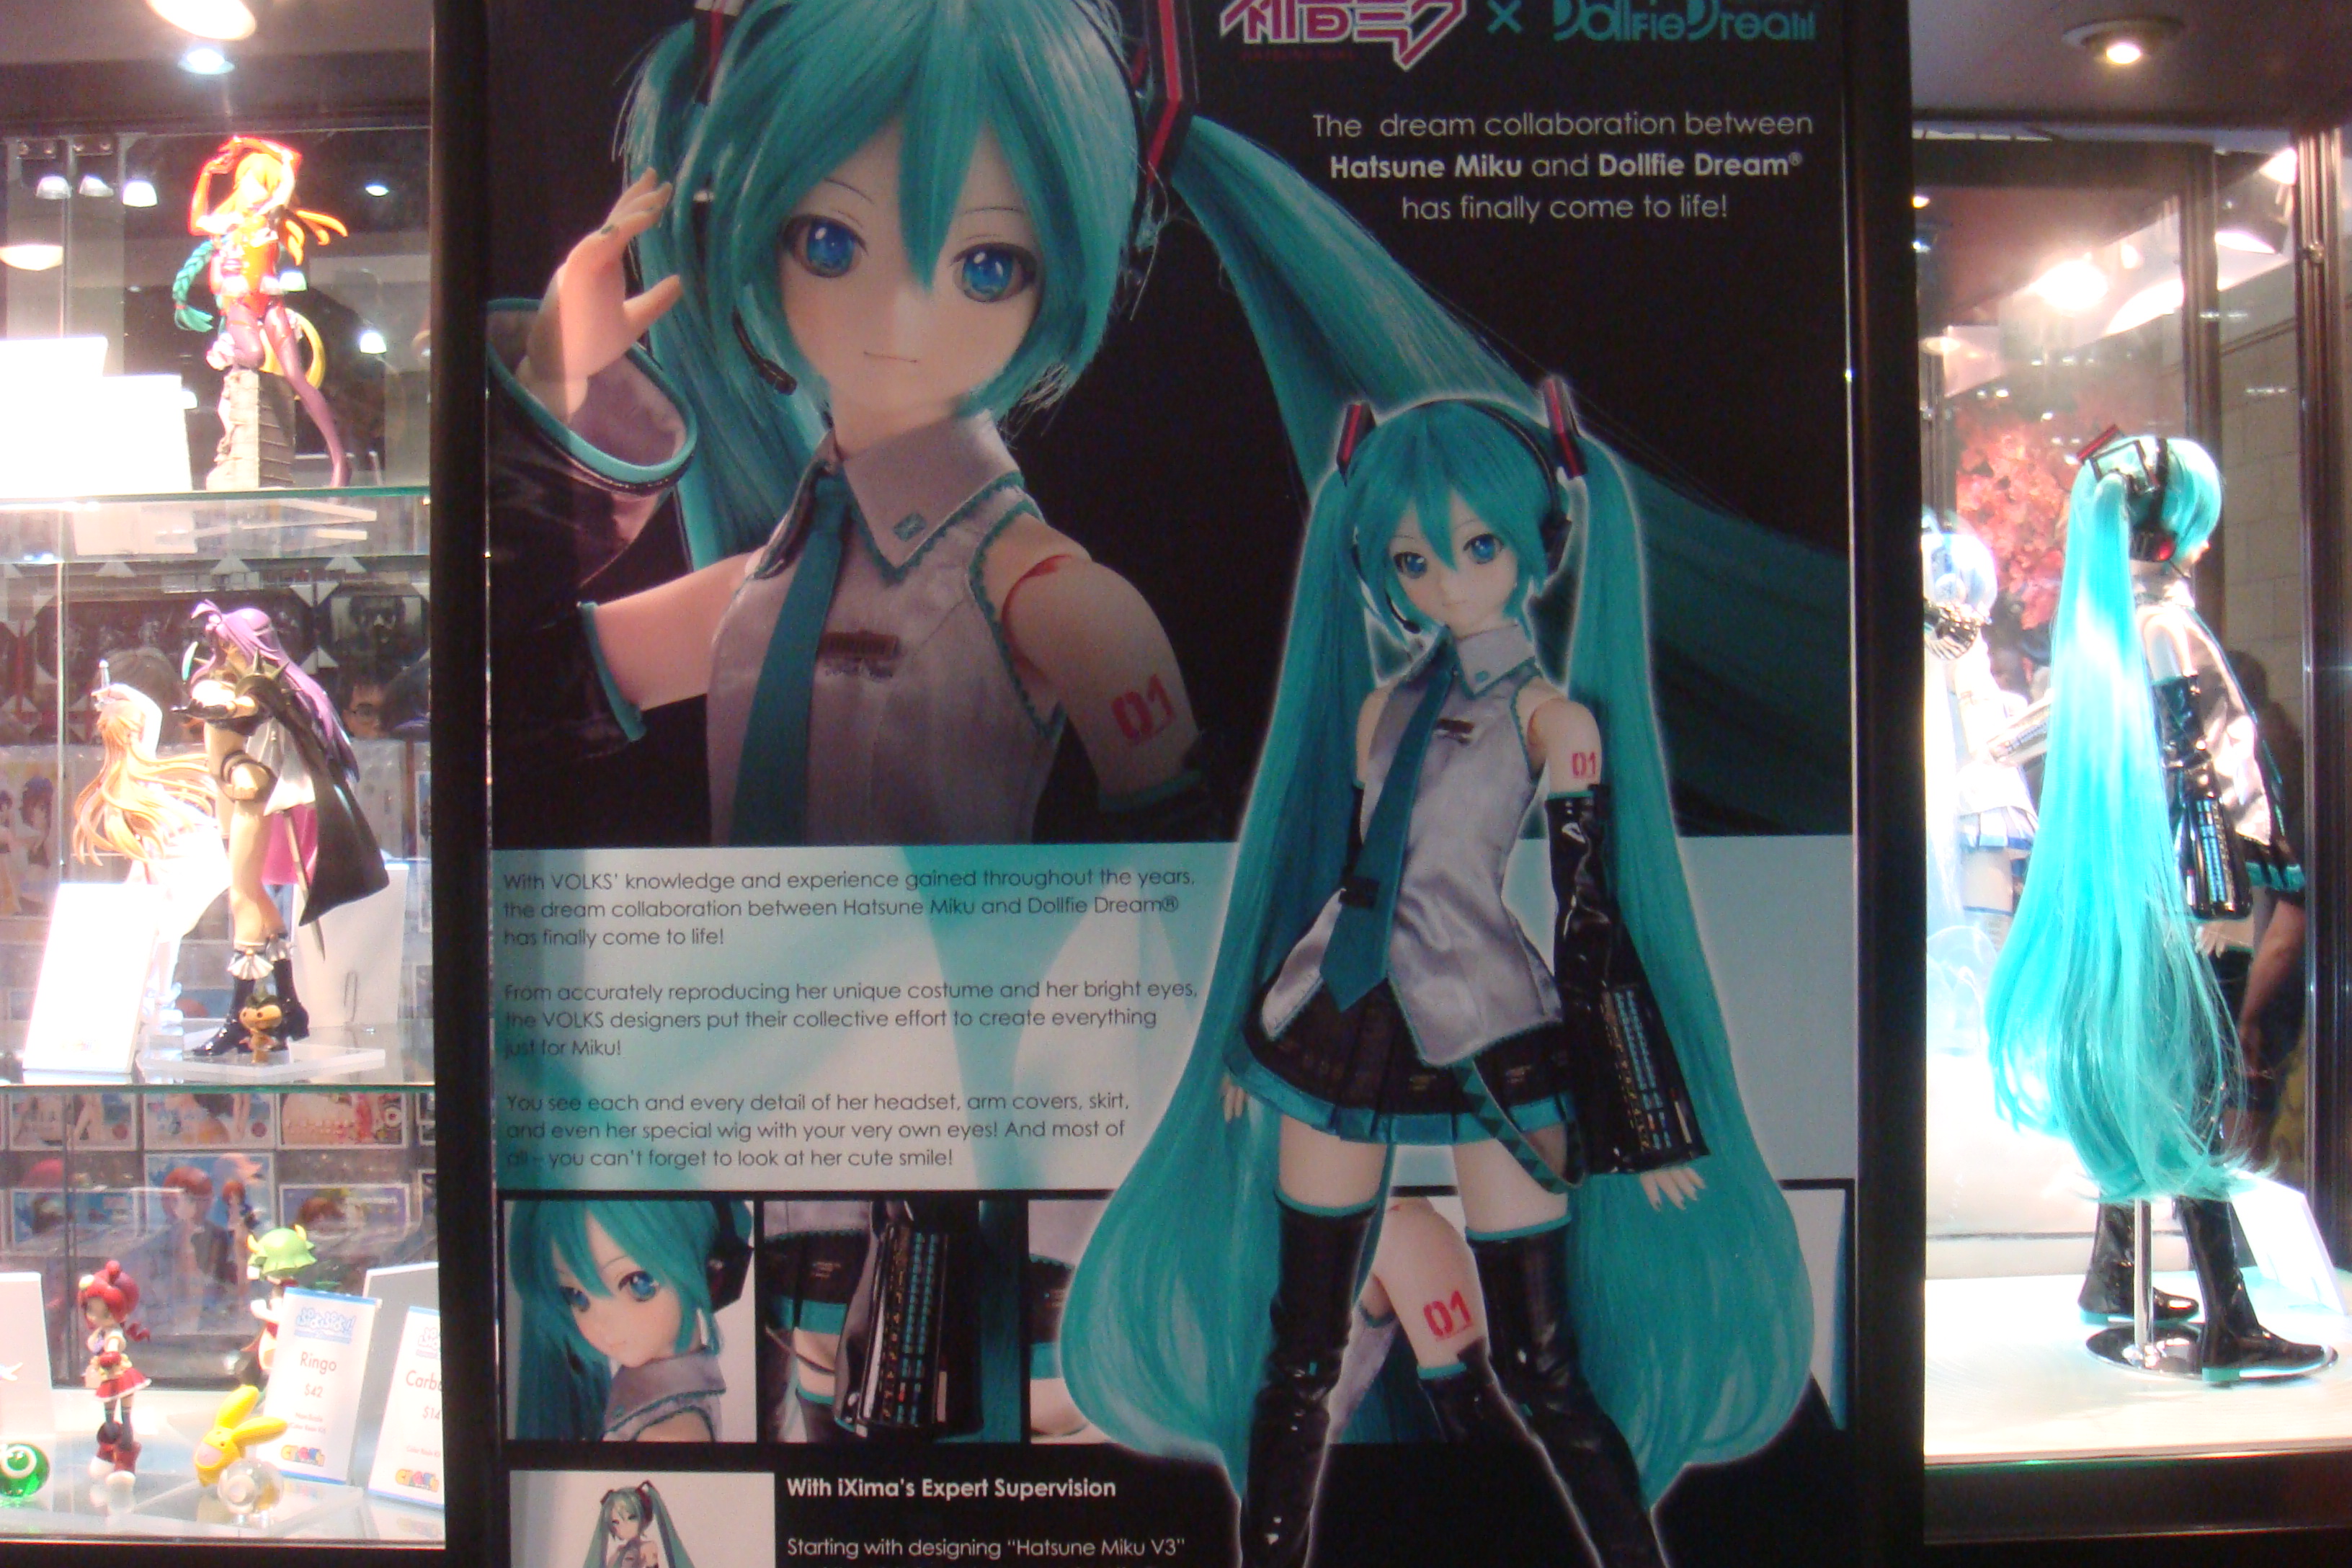 初音ミク × DollfieDream
The dream collaboration between
Hatsune Miku and Dollfie Dream®
has finally come to life!
01
01
With VOLKS' knowledge and experience gained throughout the years,
the dream collaboration between Hatsune Miku and Dollfie Dream®
has finally come to life!
From accurately reproducing her unique costume and her bright eyes,
the VOLKS designers put their collective effort to create everything
just for Miku!
You see each and every detail of her headset, arm covers, skirt,
and even her special wig with your very own eyes! And most of
all – you can't forget to look at her cute smile!
01
Ringo
$42
With iXima's Expert Supervision
Starting with designing "Hatsune Miku V3"